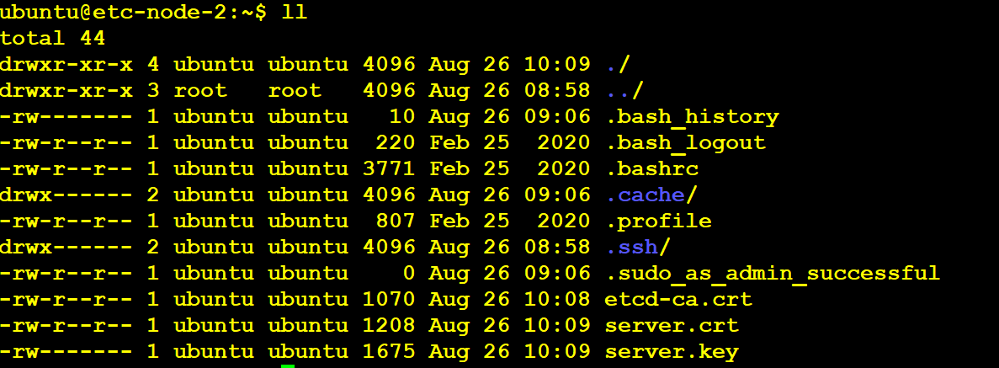 ubuntu@etc-node-2:~$ ll
total 44
drwxr-xr-x 4 ubuntu ubuntu 4096 Aug 26 10:09 ./
drwxr-xr-x 3 root   root   4096 Aug 26 08:58 ../
-rw------- 1 ubuntu ubuntu   10 Aug 26 09:06 .bash_history
-rw-r--r-- 1 ubuntu ubuntu  220 Feb 25  2020 .bash_logout
-rw-r--r-- 1 ubuntu ubuntu 3771 Feb 25  2020 .bashrc
drwx------ 2 ubuntu ubuntu 4096 Aug 26 09:06 .cache/
-rw-r--r-- 1 ubuntu ubuntu  807 Feb 25  2020 .profile
drwx------ 2 ubuntu ubuntu 4096 Aug 26 08:58 .ssh/
-rw-r--r-- 1 ubuntu ubuntu    0 Aug 26 09:06 .sudo_as_admin_successful
-rw-r--r-- 1 ubuntu ubuntu 1070 Aug 26 10:08 etcd-ca.crt
-rw-r--r-- 1 ubuntu ubuntu 1208 Aug 26 10:09 server.crt
-rw------- 1 ubuntu ubuntu 1675 Aug 26 10:09 server.key